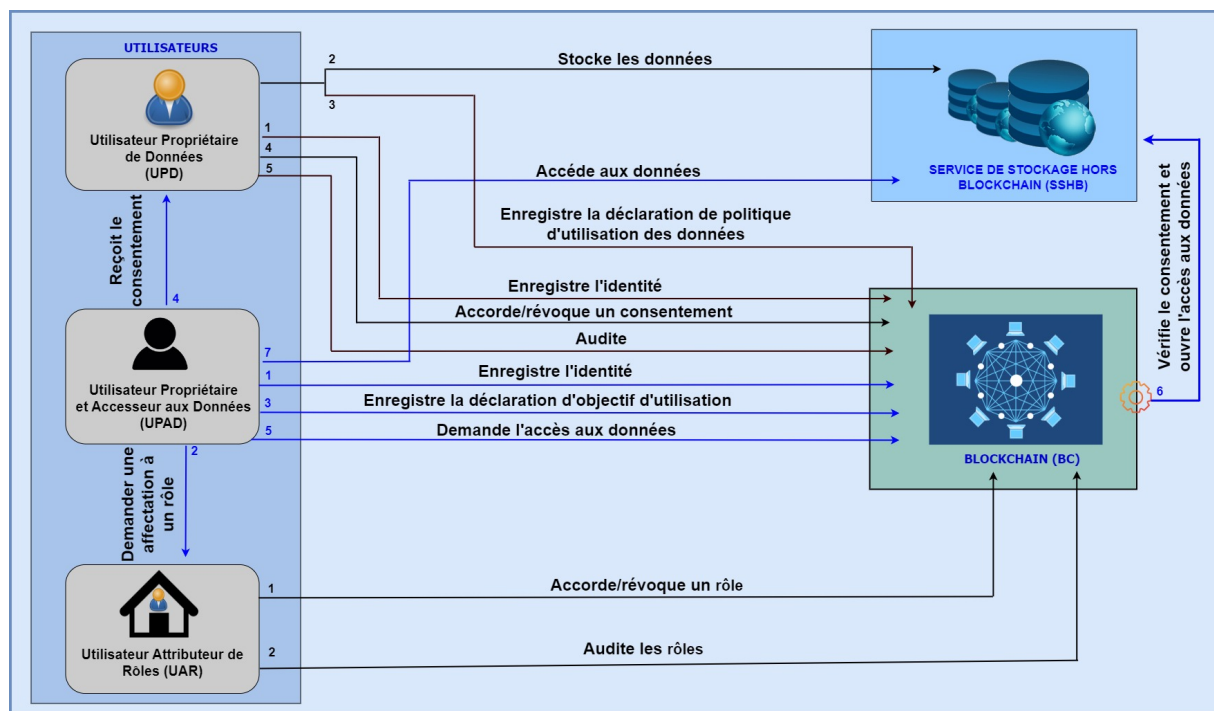 UTILISATEURS
Utilisateur Propriétaire
de Données
(UPD)
2
3
1
4
5
Stocke les données
SERVICE DE STOCKAGE HORS
BLOCKCHAIN (SSHB)
Accéde aux données
Enregistre la déclaration de politique
d'utilisation des données
Enregistre l'identité
Accorde/révoque un consentement
Audite
Reçoit le
consentement
4
Utilisateur Propriétaire
et Accesseur aux Données
(UPAD)
7
1
3
5
2
Enregistre l'identité
Enregistre la déclaration d'objectif d'utilisation
Demande l'accès aux données
BLOCKCHAIN (BC)
6
Vérifie le consentement et
ouvre l'accès aux données
Demander une
affectation à
un rôle
Utilisateur Attributeur de
Rôles (UAR)
1
2
Accorde/révoque un rôle
Audite les rôles